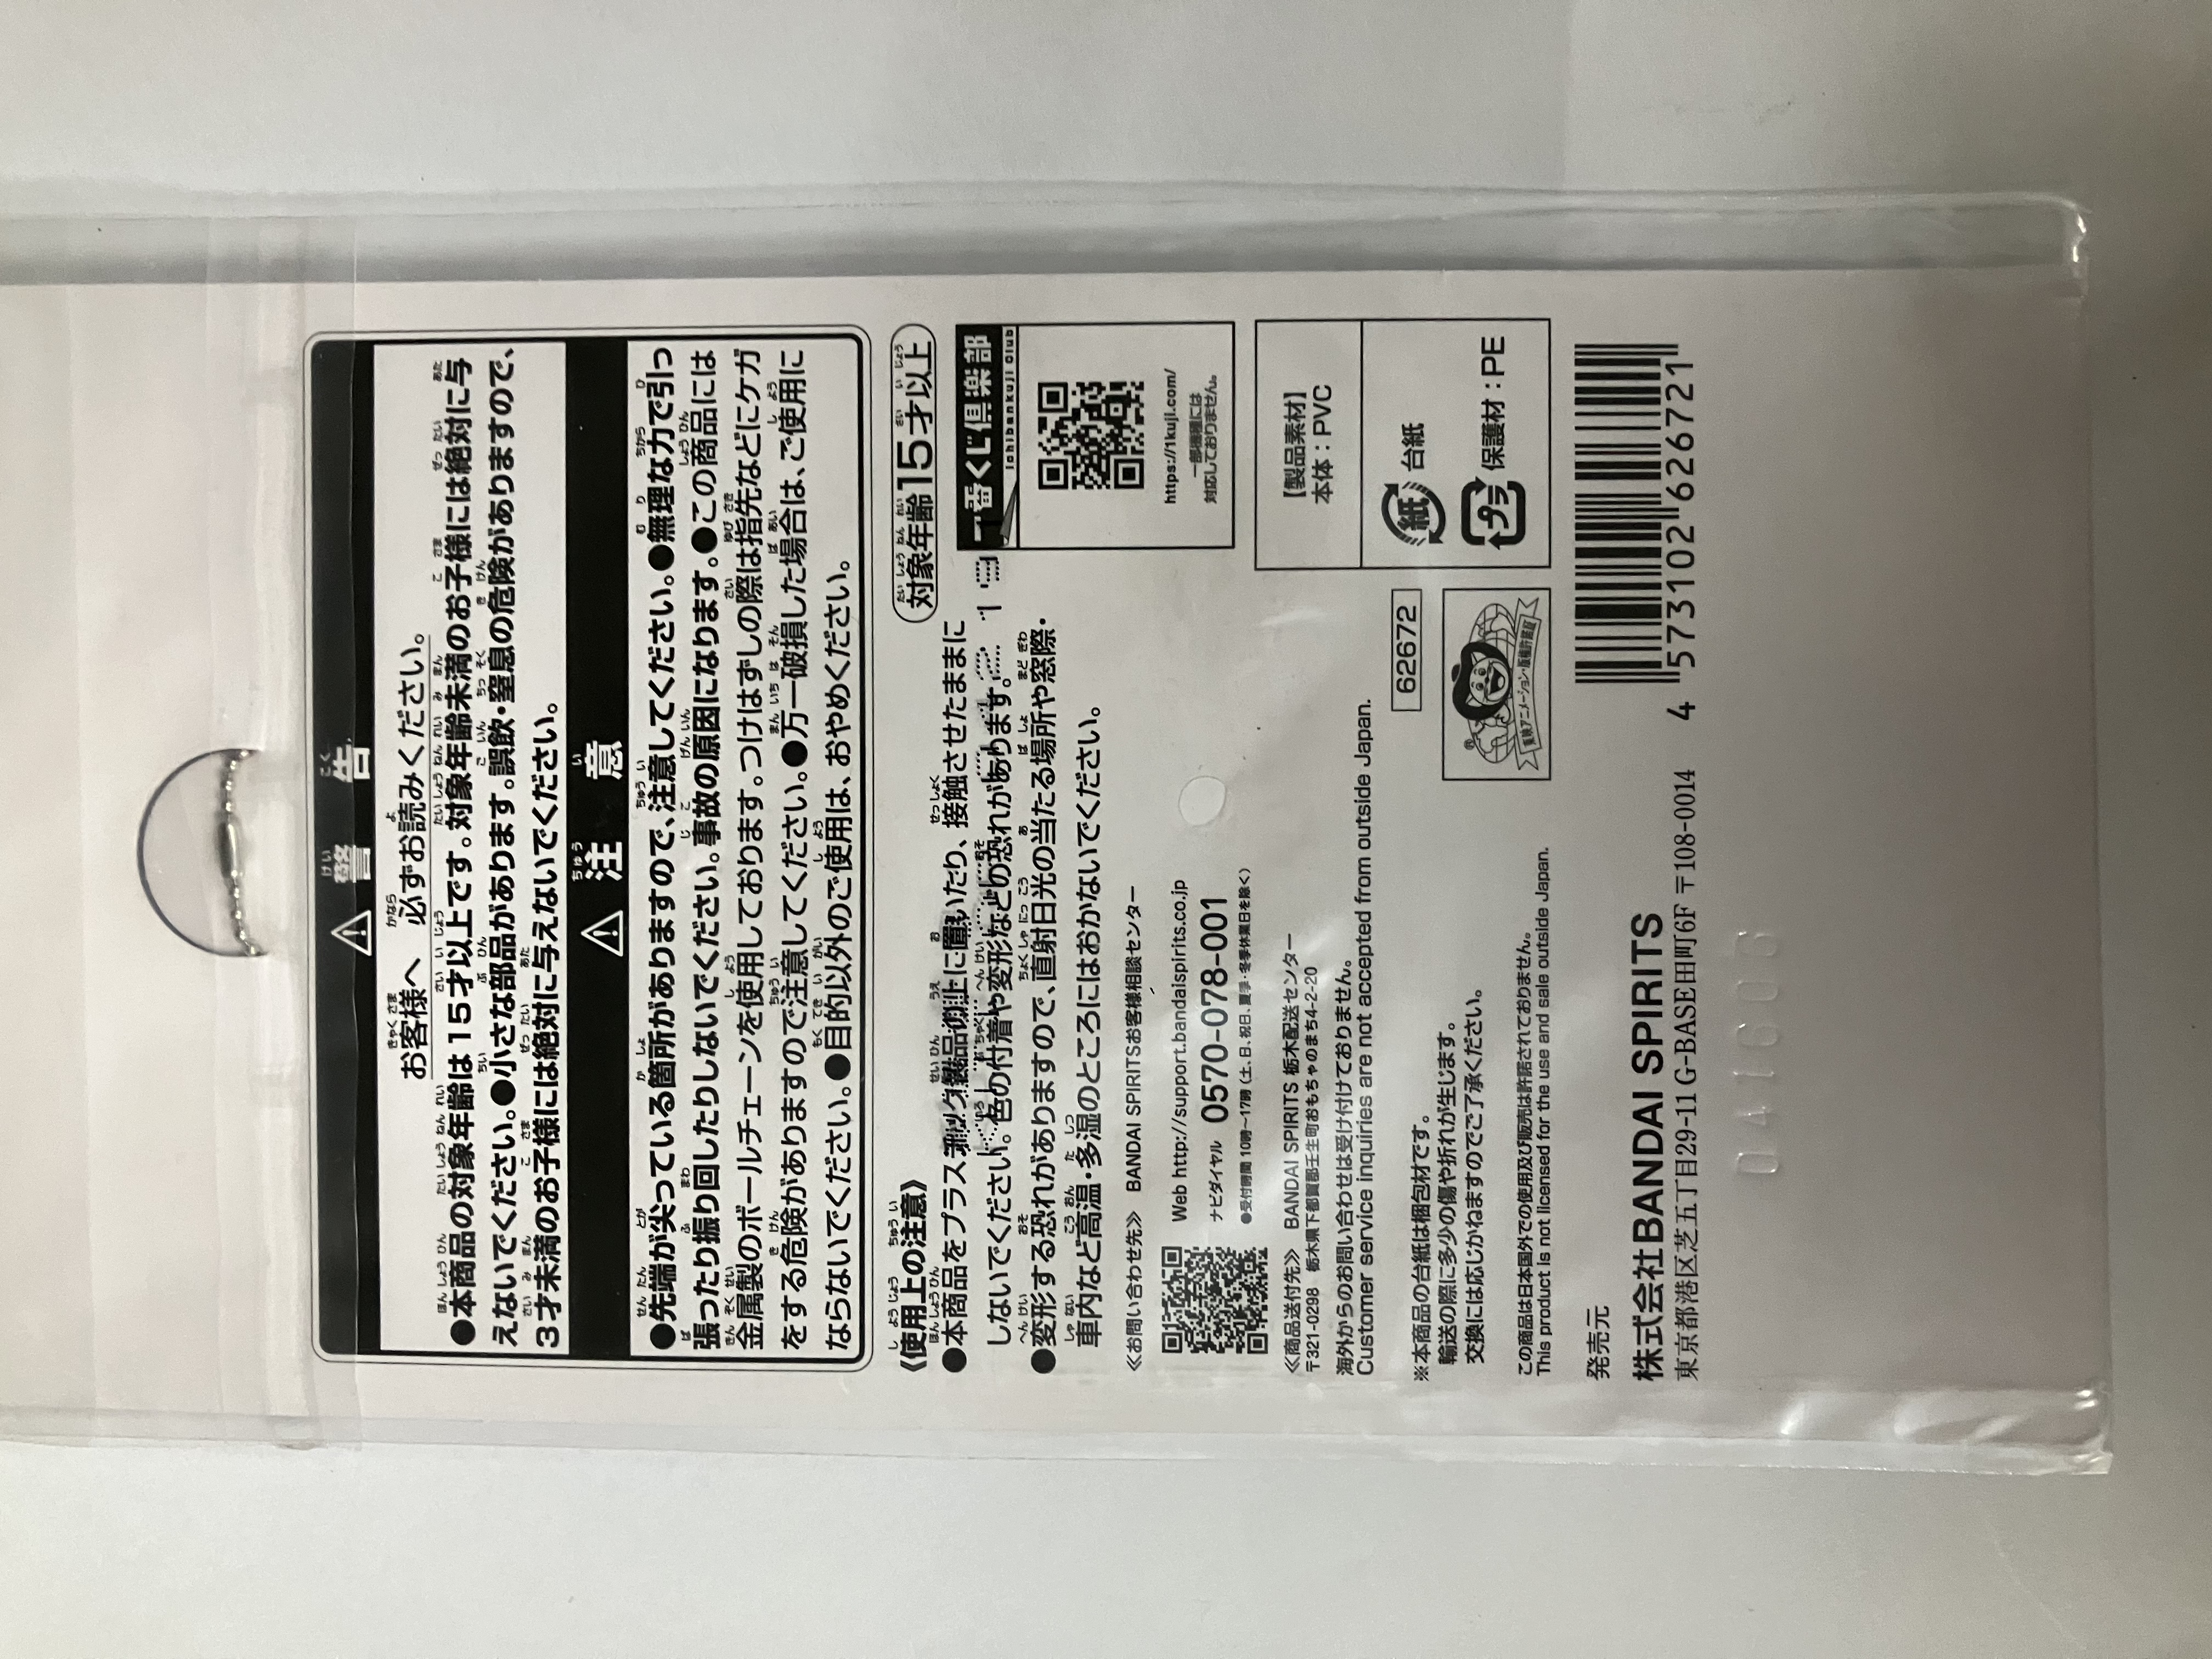 警告
お客様へ　必ずお読みください。
●本商品の対象年齢は15才以上です。対象年齢未満のお子様には絶対に与
えないでください。●小さな部品があります。誤飲・窒息の危険がありますので、
3才未満のお子様には絶対に与えないでください。
注意
●先端が尖っている箇所がありますので、注意してください。●無理な力で引っ
張ったり振り回したりしないでください。事故の原因になります。●この商品には
金属製のボールチェーンを使用しております。つけはずしの際は指先などにケガ
をする危険がありますので注意してください。●万一破損した場合は、ご使用に
ならないでください。●目的以外のご使用は、おやめください。
対象年齢15才以上
《使用上の注意》
●本商品をプラスチック製品の上に置いたり、接触させたままに
しないでください。色の付着や変形などの恐れがあります。
●変形する恐れがありますので、直射日光の当たる場所や窓際・
車内など高温・多湿のところにはおかないでください。
一番くじ倶楽部
Ichibankuji Club
https://1kuji.com/
一部機種には
対応しておりません。
≪お問い合わせ先≫　BANDAI SPIRITSお客様相談センター
Web http://support.bandaispirits.co.jp
ナビダイヤル 0570-078-001
●受付時間 10時〜17時（土、日、祝日、夏季・冬季休業日を除く）
≪商品送付先≫　BANDAI SPIRITS 栃木配送センター
〒321-0298　栃木県下都賀郡壬生町おもちゃのまち4-2-20
海外からのお問い合わせは受け付けておりません。
Customer service inquiries are not accepted from outside Japan.
【製品素材】
本体：PVC
紙 台紙
プラ 保護材：PE
※本商品の台紙は梱包材です。
輸送の際に多少の傷や折れが生じます。
交換には応じかねますのでご了承ください。
62672
東映アニメーション・版権許諾証
この商品は日本国外での使用及び販売は許諾されておりません。
This product is not licensed for the use and sale outside Japan.
発売元
株式会社BANDAI SPIRITS
東京都港区芝五丁目29-11 G-BASE田町6F 〒108-0014
4 573102 626721